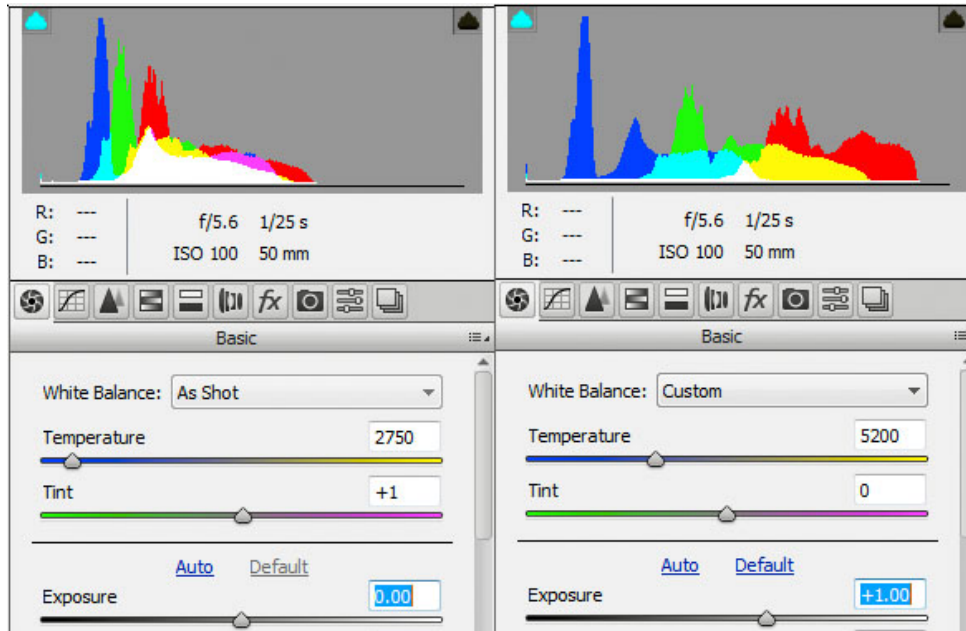 R: ---
G: ---
B: ---
f/5.6 1/25 s
ISO 100 50 mm
fx
Basic
White Balance: As Shot
Temperature 2750
Tint +1
Auto Default
Exposure 0.00
R: ---
G: ---
B: ---
f/5.6 1/25 s
ISO 100 50 mm
fx
Basic
White Balance: Custom
Temperature 5200
Tint 0
Auto Default
Exposure +1.00